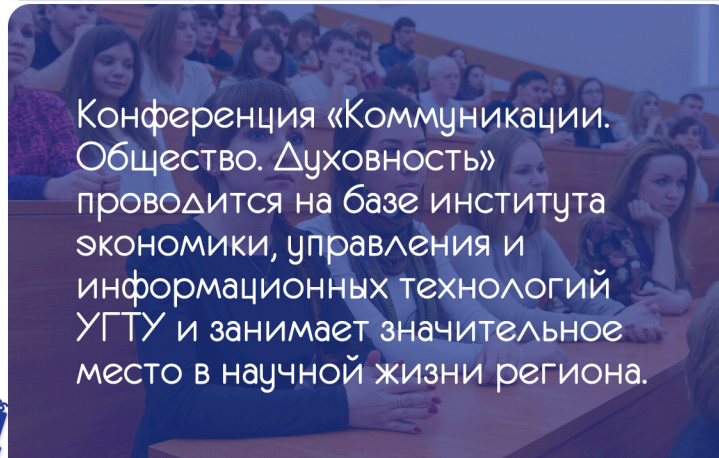 Конференция «Коммуникации.
Общество. Духовность»
проводится на базе института
экономики, управления и
информационных технологий
УГТУ и занимает значительное
место в научной жизни региона.